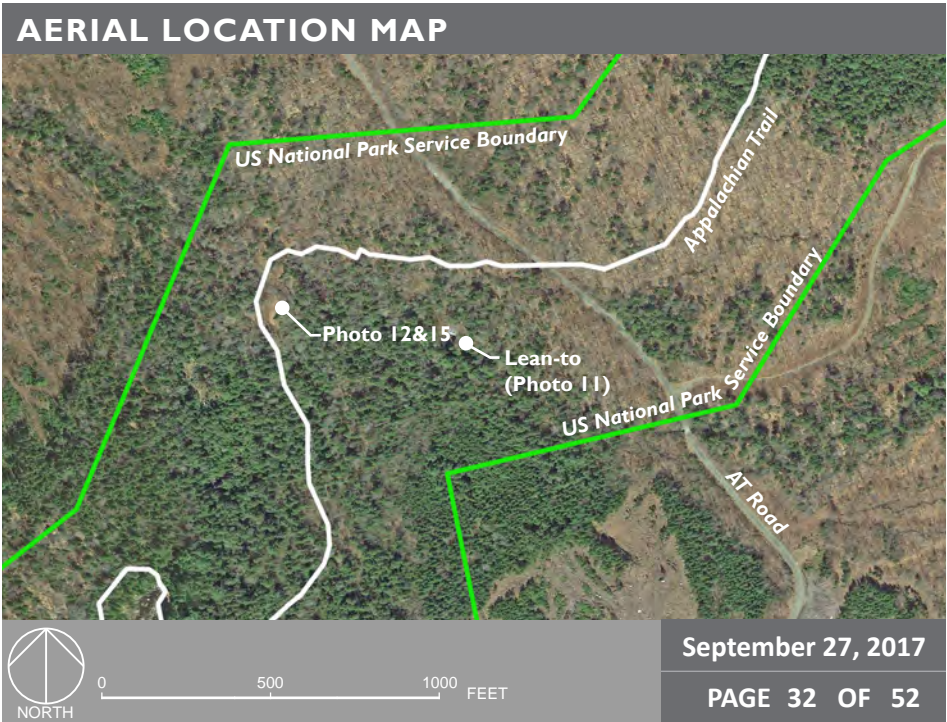 AERIAL LOCATION MAP
US National Park Service Boundary
Appalachian Trail
Photo 12&15
Lean-to
(Photo 11)
US National Park Service Boundary
AT Road
NORTH
0 500 1000 FEET
September 27, 2017
PAGE 32 OF 52